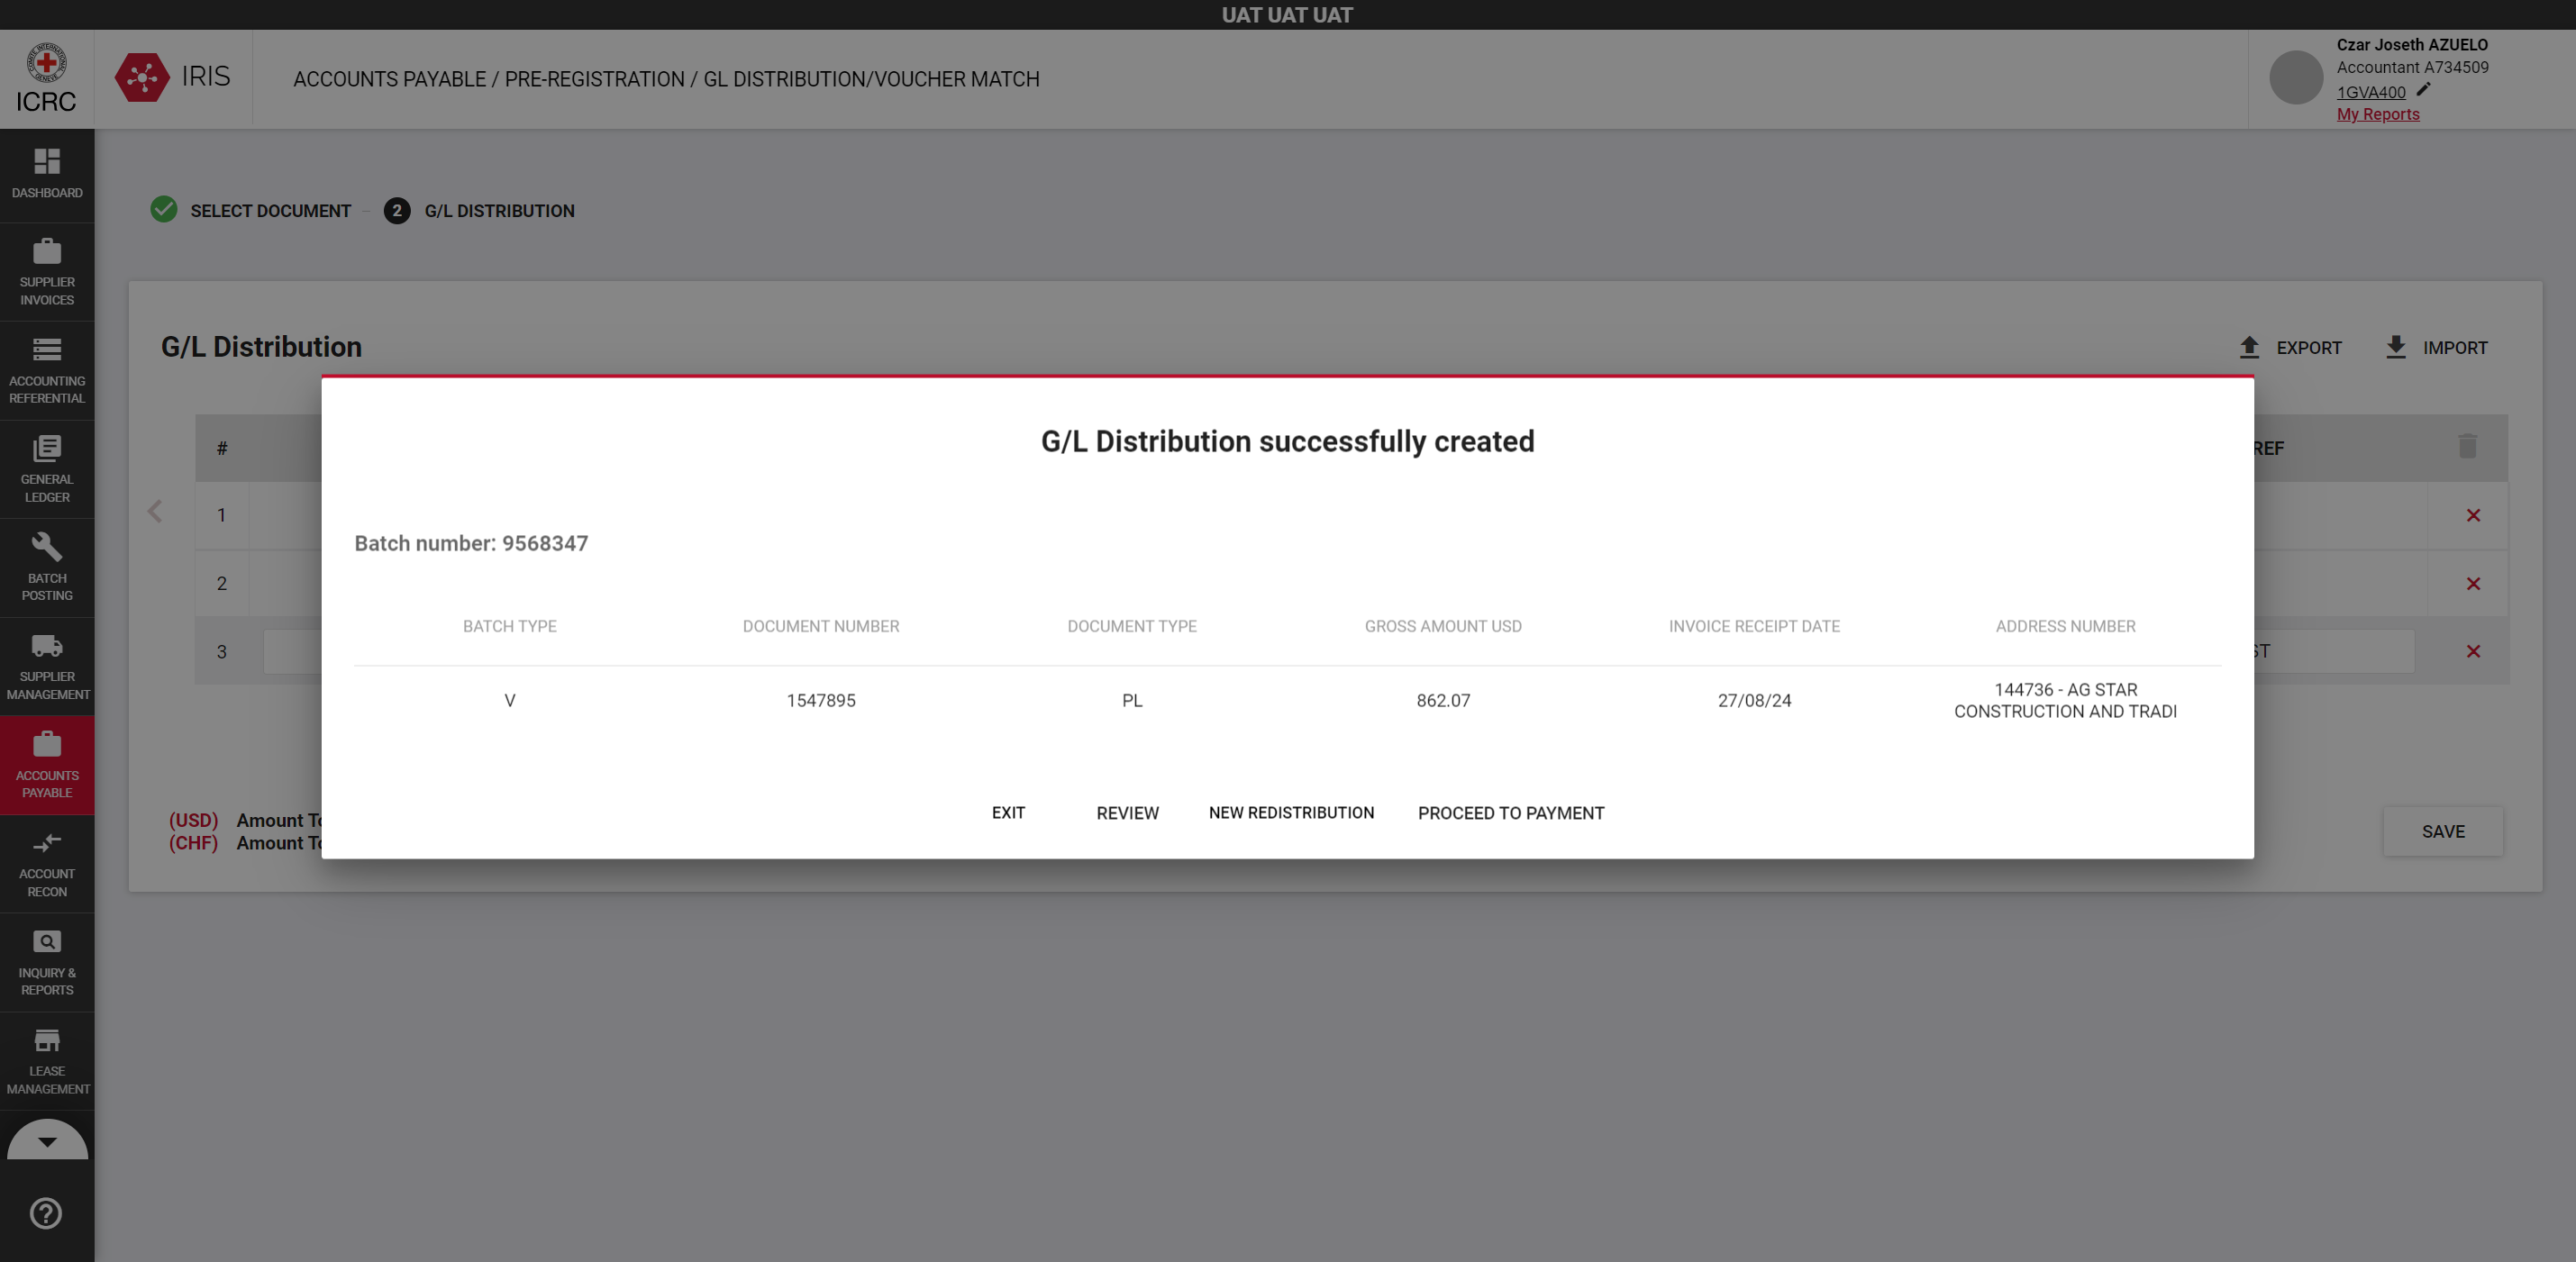 UAT UAT UAT
ICRC
IRIS
ACCOUNTS PAYABLE / PRE-REGISTRATION / GL DISTRIBUTION/VOUCHER MATCH
Czar Joseth AZUELO
Accountant A734509
1GVA400
My Reports
DASHBOARD
SUPPLIER
INVOICES
ACCOUNTING
REFERENTIAL
GENERAL
LEDGER
BATCH
POSTING
SUPPLIER
MANAGEMENT
ACCOUNTS
PAYABLE
ACCOUNT
RECON
INQUIRY &
REPORTS
LEASE
MANAGEMENT
SELECT DOCUMENT – 2 G/L DISTRIBUTION
G/L Distribution
EXPORT IMPORT
# REF
1
2
3 ST
G/L Distribution successfully created
Batch number: 9568347
BATCH TYPE DOCUMENT NUMBER DOCUMENT TYPE GROSS AMOUNT USD INVOICE RECEIPT DATE ADDRESS NUMBER
V 1547895 PL 862.07 27/08/24 144736 - AG STAR
CONSTRUCTION AND TRADI
EXIT REVIEW NEW REDISTRIBUTION PROCEED TO PAYMENT
(USD) Amount To
(CHF) Amount To
SAVE